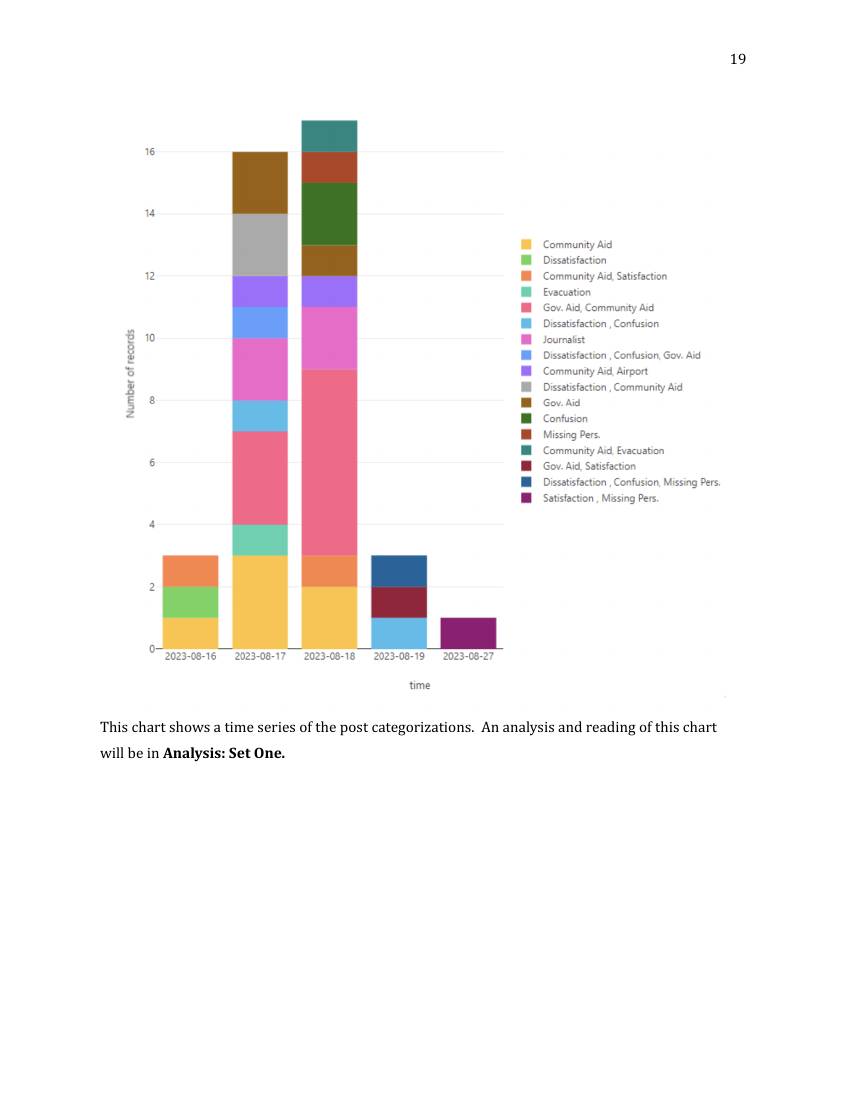 19
16
14
12
10
8
6
4
2
0
Number of records
2023-08-16 2023-08-17 2023-08-18 2023-08-19 2023-08-27
time
Community Aid
Dissatisfaction
Community Aid, Satisfaction
Evacuation
Gov. Aid, Community Aid
Dissatisfaction , Confusion
Journalist
Dissatisfaction , Confusion, Gov. Aid
Community Aid, Airport
Dissatisfaction , Community Aid
Gov. Aid
Confusion
Missing Pers.
Community Aid, Evacuation
Gov. Aid, Satisfaction
Dissatisfaction , Confusion, Missing Pers.
Satisfaction , Missing Pers.
This chart shows a time series of the post categorizations.  An analysis and reading of this chart
will be in Analysis: Set One.